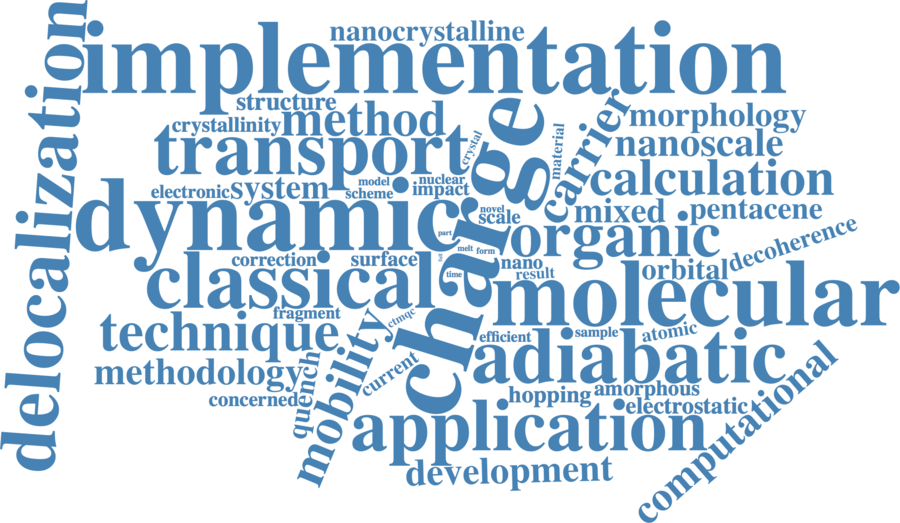 nanocrystalline
implementation
delocalization
structure
crystallinity
method
transport
crystal
charge
material
carrier
morphology
nanoscale
calculation
electronic
system
model
scheme
nuclear
impact
dynamic
novel
scale
mixed
pentacene
part
organic
decoherence
correction
surface
full
melt
form
time
nano
result
orbital
classical
molecular
fragment
ctmqc
technique
mobility
efficient
sample
atomic
adiabatic
methodology
quench
current
concerned
hopping
amorphous
electrostatic
computational
application
development